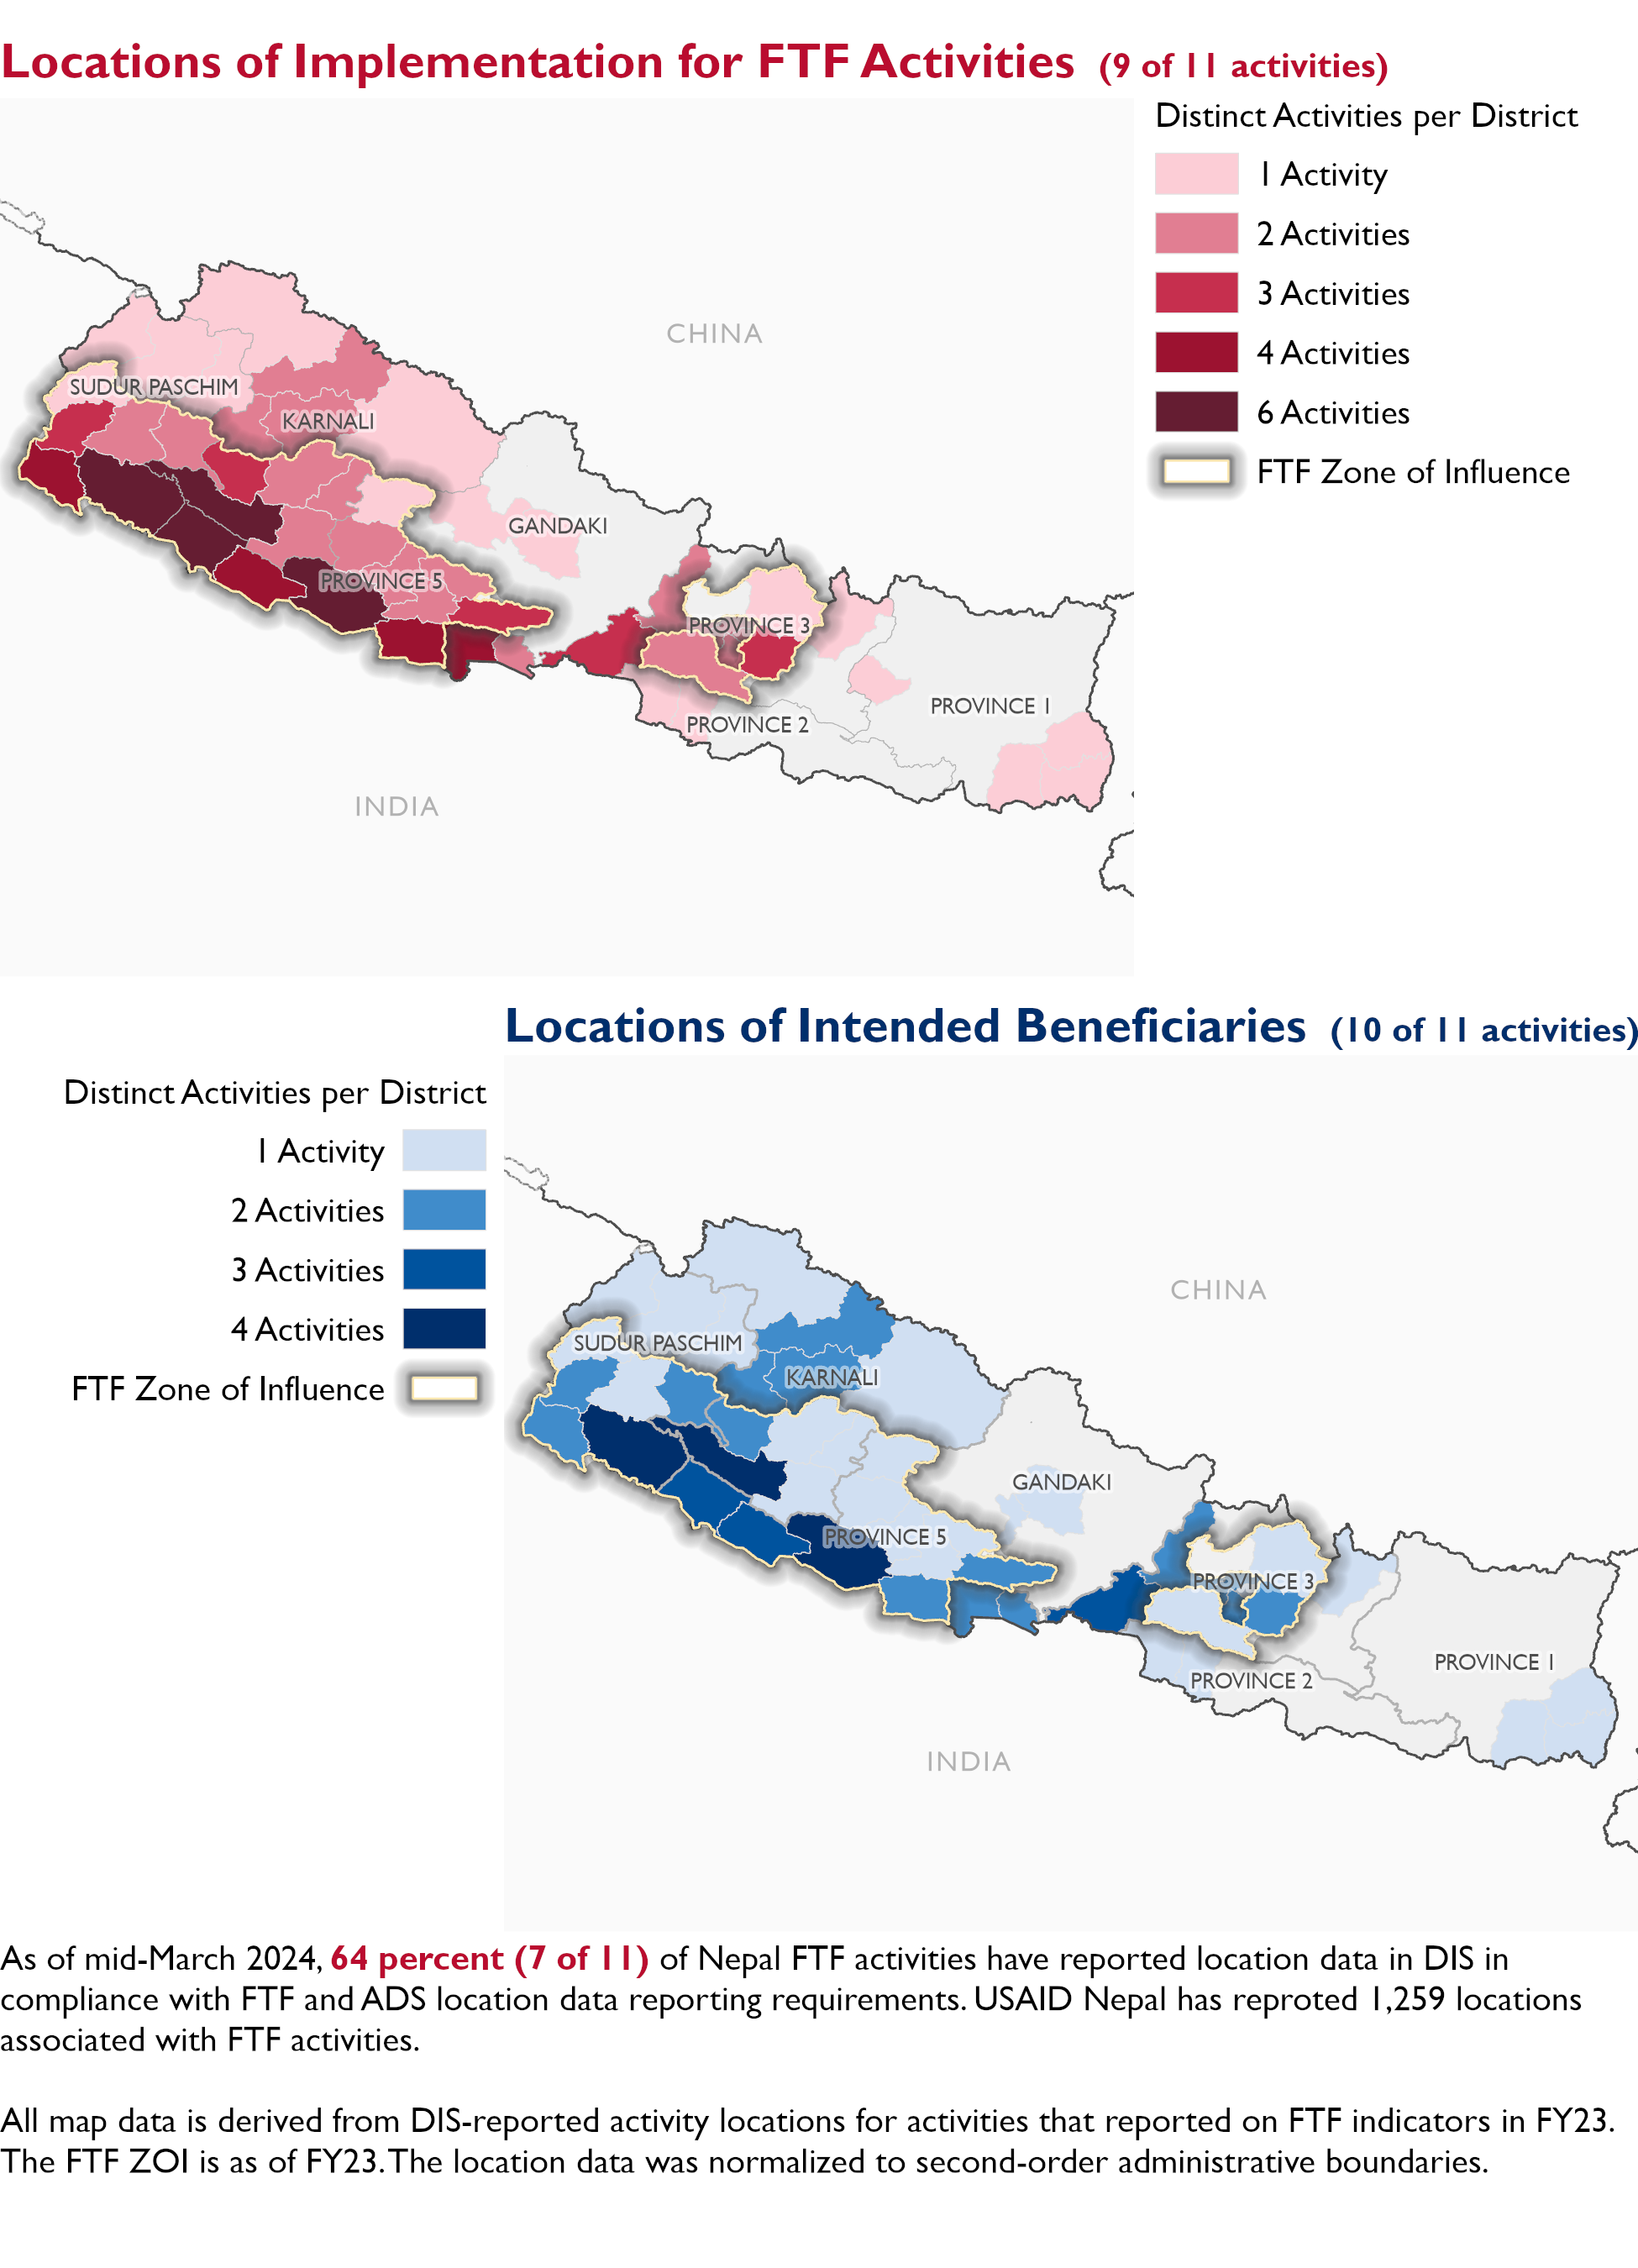 Locations of Implementation for FTF Activities (9 of 11 activities)
Distinct Activities per District
1 Activity
2 Activities
3 Activities
4 Activities
6 Activities
FTF Zone of Influence
CHINA
SUDUR PASCHIM
KARNALI
GANDAKI
PROVINCE 5
PROVINCE 3
PROVINCE 1
PROVINCE 2
INDIA
Locations of Intended Beneficiaries (10 of 11 activities)
Distinct Activities per District
1 Activity
2 Activities
3 Activities
4 Activities
FTF Zone of Influence
CHINA
SUDUR PASCHIM
KARNALI
GANDAKI
PROVINCE 5
PROVINCE 3
PROVINCE 1
PROVINCE 2
INDIA
As of mid-March 2024, 64 percent (7 of 11) of Nepal FTF activities have reported location data in DIS in
compliance with FTF and ADS location data reporting requirements. USAID Nepal has reproted 1,259 locations
associated with FTF activities.
All map data is derived from DIS-reported activity locations for activities that reported on FTF indicators in FY23.
The FTF ZOI is as of FY23. The location data was normalized to second-order administrative boundaries.